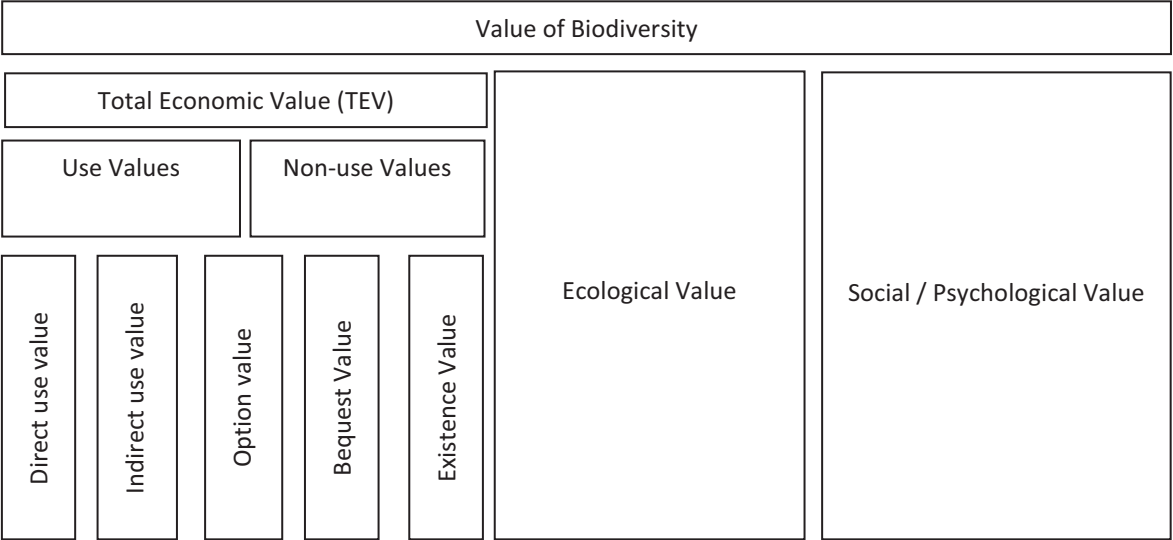 Value of Biodiversity
Total Economic Value (TEV)
Use Values
Non-use Values
Direct use value
Indirect use value
Option value
Bequest Value
Existence Value
Ecological Value
Social / Psychological Value